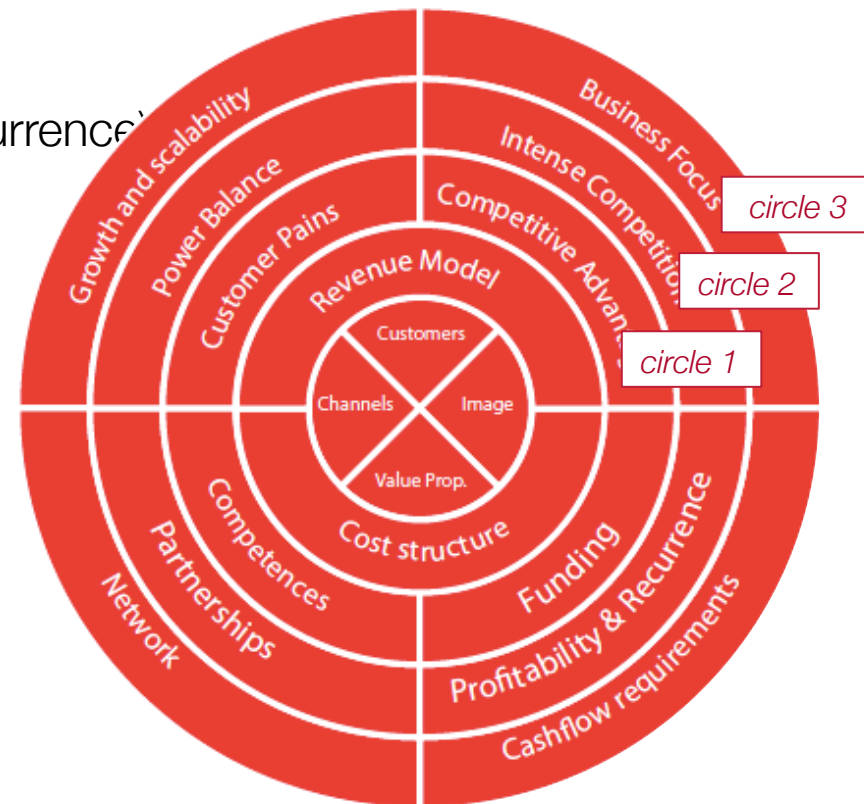 urrence)
Growth and scalability
Business Focus
Power Balance
Intense Competition
circle 3
Customer Pains
Competitive Advan
circle 2
Revenue Model
circle 1
Customers
Channels
Image
Value Prop.
Cost structure
Competences
Funding
Partnerships
Profitability & Recurrence
Network
Cashflow requirements